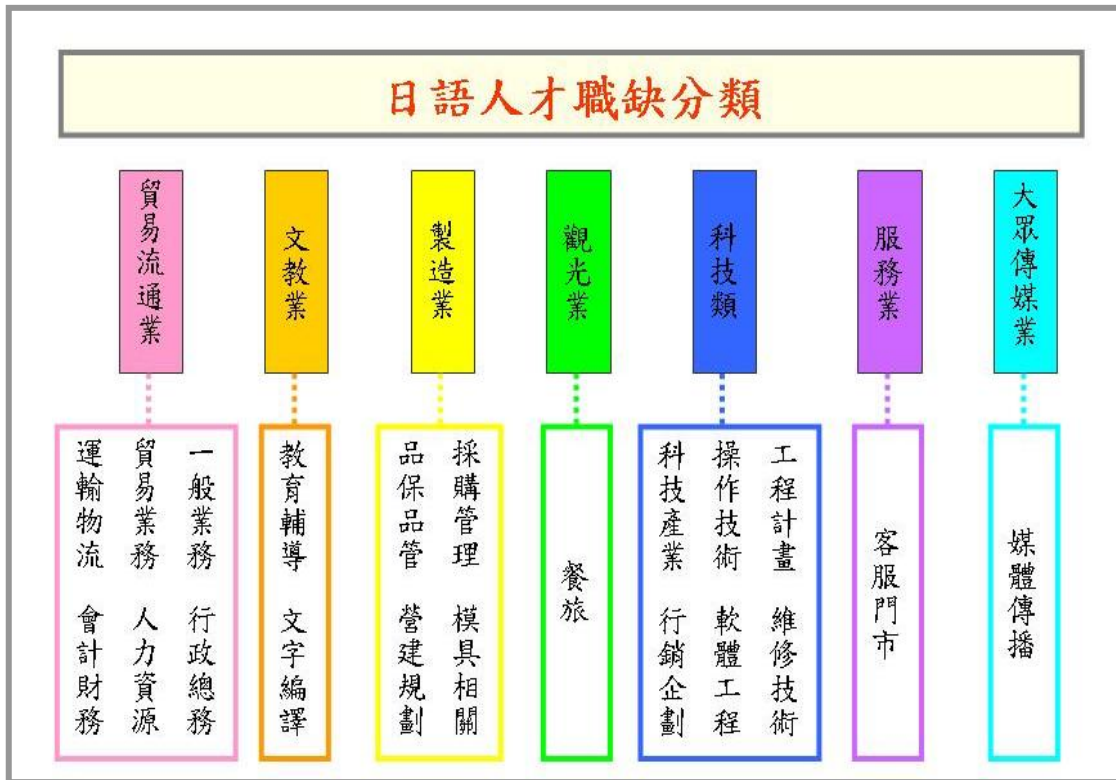 日語人才職缺分類
貿易流通業
文教業
製造業
觀光業
科技類
服務業
大眾傳媒業
一般業務 行政總務
貿易業務 人力資源
運輸物流 會計財務
教育輔導 文字編譯
採購管理 模具相關
品保品管 營建規劃
餐旅
工程計畫 維修技術
操作技術 軟體工程
科技產業 行銷企劃
客服門市
媒體傳播